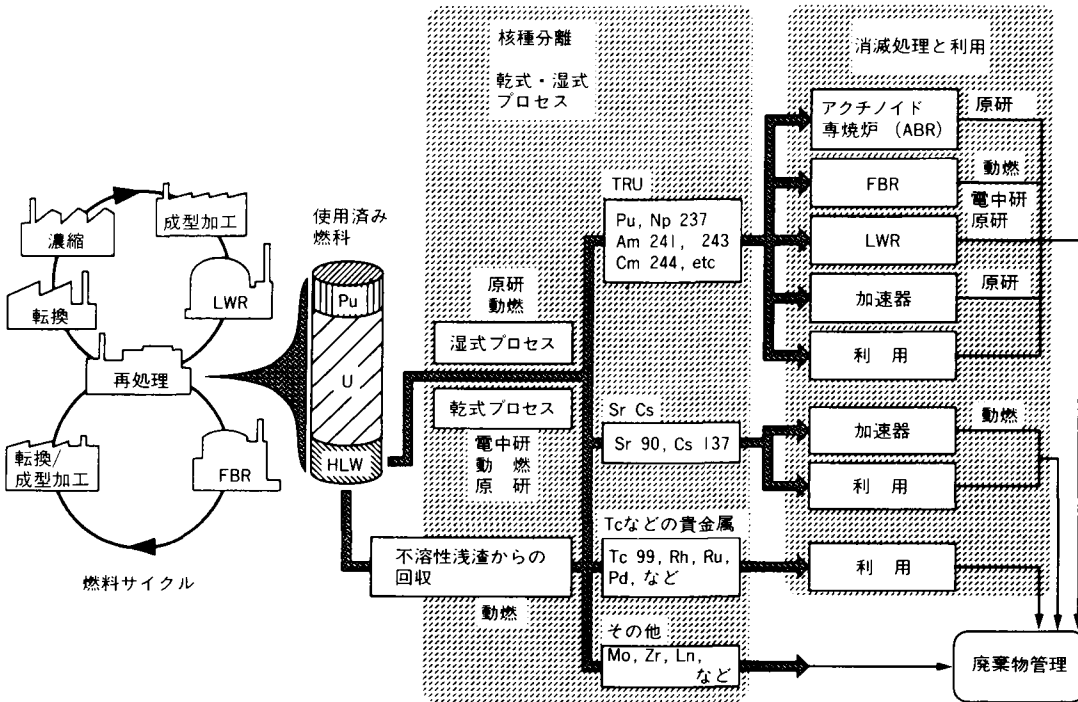 濃縮
成型加工
転換
LWR
再処理
転換/
成型加工
FBR
燃料サイクル
使用済み
燃料
Pu
U
HLW
核種分離
乾式・湿式
プロセス
原研
動燃
湿式プロセス
乾式プロセス
電中研
動 燃
原 研
不溶性浅渣からの
回収
動燃
TRU
Pu, Np 237
Am 241, 243
Cm 244, etc
Sr Cs
Sr 90, Cs 137
Tcなどの貴金属
Tc 99, Rh, Ru,
Pd, など
その他
Mo, Zr, Ln,
など
消滅処理と利用
アクチノイド
専焼炉 (ABR)
原研
FBR
動燃
電中研
原研
LWR
加速器
原研
利 用
加速器
動燃
利 用
利 用
廃棄物管理